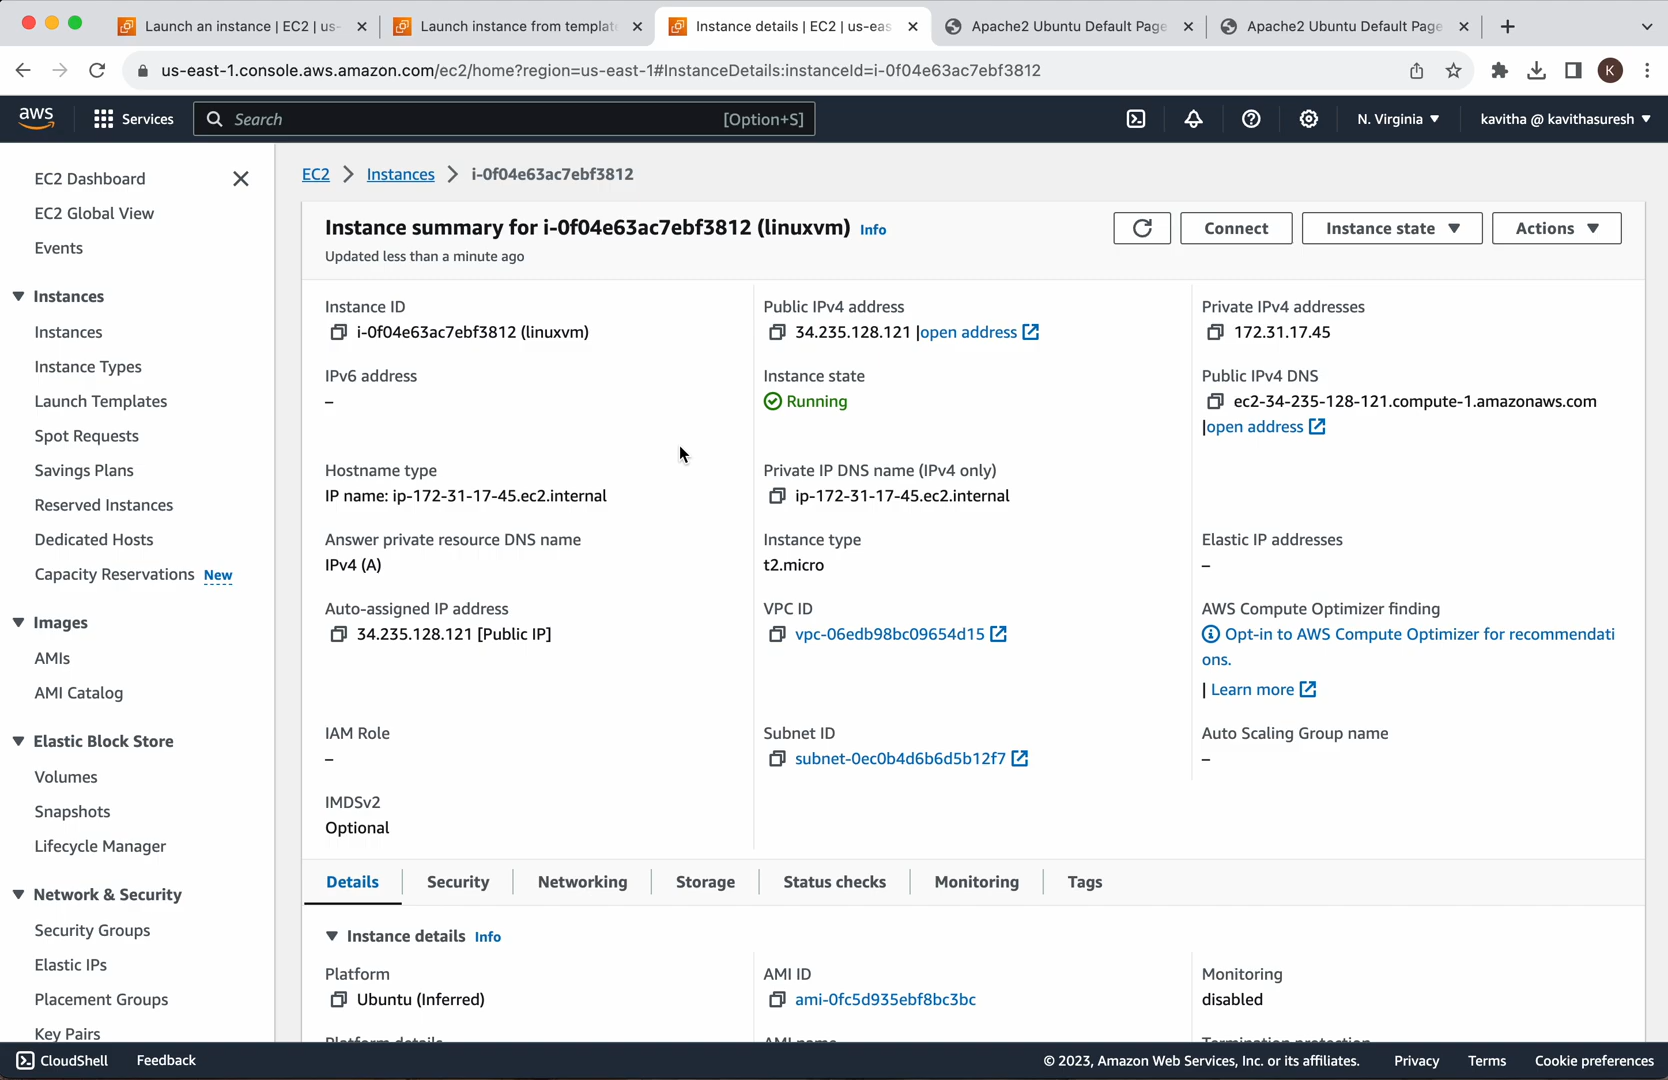 Launch an instance | EC2 | us-
Launch instance from templat
Instance details | EC2 | us-eas
Apache2 Ubuntu Default Page
Apache2 Ubuntu Default Page
us-east-1.console.aws.amazon.com/ec2/home?region=us-east-1#InstanceDetails:instanceId=i-0f04e63ac7ebf3812
K
aws
Services
Search
[Option+S]
N. Virginia
kavitha @ kavithasuresh
EC2 Dashboard
EC2 Global View
Events
Instances
Instances
Instance Types
Launch Templates
Spot Requests
Savings Plans
Reserved Instances
Dedicated Hosts
Capacity Reservations New
Images
AMIs
AMI Catalog
Elastic Block Store
Volumes
Snapshots
Lifecycle Manager
Network & Security
Security Groups
Elastic IPs
Placement Groups
Key Pairs
EC2 > Instances > i-0f04e63ac7ebf3812
Instance summary for i-0f04e63ac7ebf3812 (linuxvm) Info
Updated less than a minute ago
Connect
Instance state
Actions
Instance ID
i-0f04e63ac7ebf3812 (linuxvm)
Public IPv4 address
34.235.128.121 |open address
Private IPv4 addresses
172.31.17.45
IPv6 address
–
Instance state
Running
Public IPv4 DNS
ec2-34-235-128-121.compute-1.amazonaws.com
|open address
Hostname type
IP name: ip-172-31-17-45.ec2.internal
Private IP DNS name (IPv4 only)
ip-172-31-17-45.ec2.internal
Answer private resource DNS name
IPv4 (A)
Instance type
t2.micro
Elastic IP addresses
–
Auto-assigned IP address
34.235.128.121 [Public IP]
VPC ID
vpc-06edb98bc09654d15
AWS Compute Optimizer finding
Opt-in to AWS Compute Optimizer for recommendati
ons.
| Learn more
IAM Role
–
Subnet ID
subnet-0ec0b4d6b6d5b12f7
Auto Scaling Group name
–
IMDSv2
Optional
Details
Security
Networking
Storage
Status checks
Monitoring
Tags
Instance details Info
Platform
Ubuntu (Inferred)
AMI ID
ami-0fc5d935ebf8bc3bc
Monitoring
disabled
Platform details
AMI name
Termination protection
CloudShell
Feedback
© 2023, Amazon Web Services, Inc. or its affiliates.
Privacy
Terms
Cookie preferences